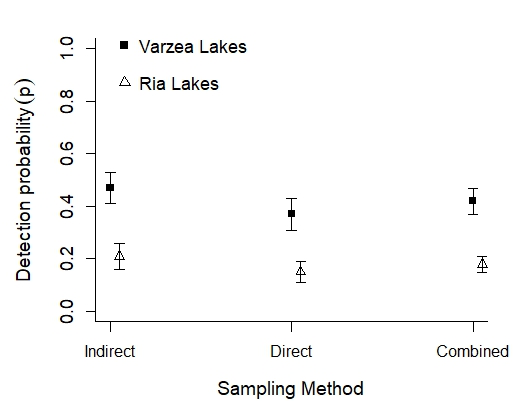 Varzea Lakes
Ria Lakes
Detection probability(p)
1.0
0.8
0.6
0.4
0.2
0.0
Indirect Direct Combined
Sampling Method